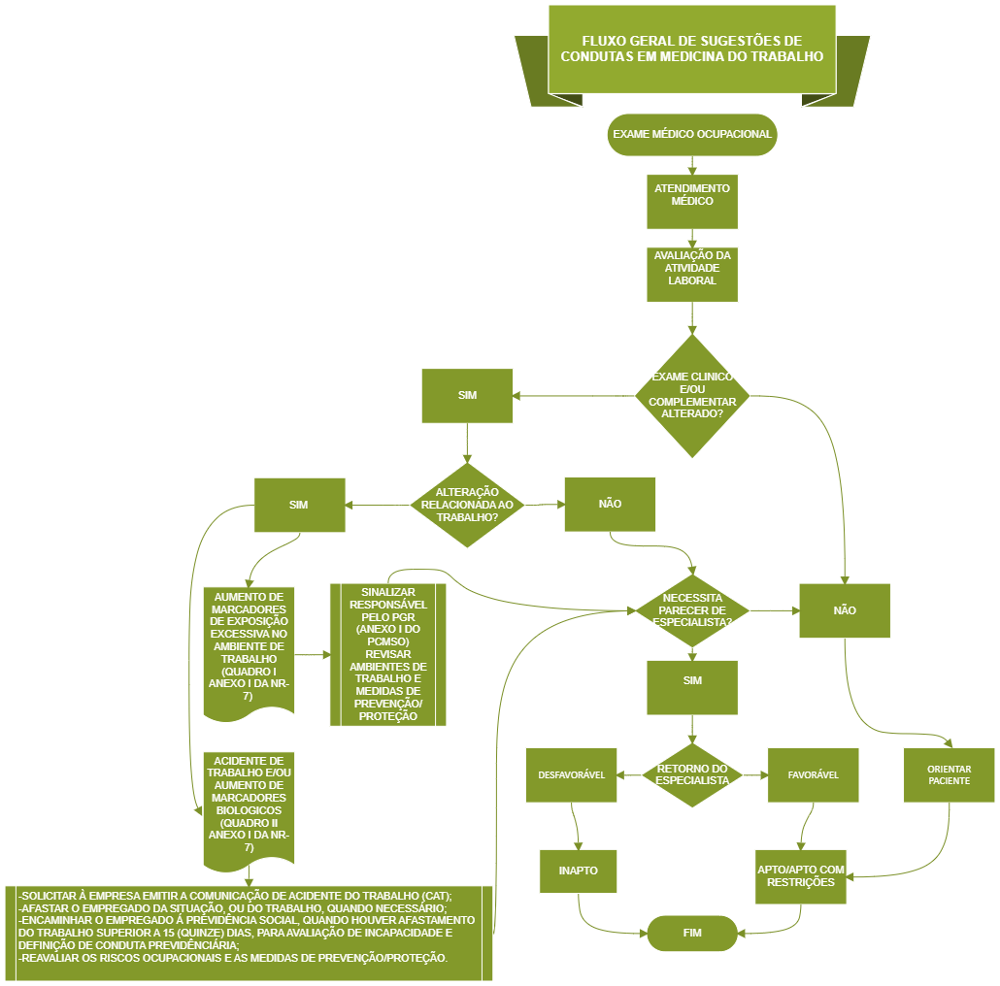 FLUXO GERAL DE SUGESTÕES DE
CONDUTAS EM MEDICINA DO TRABALHO
EXAME MÉDICO OCUPACIONAL
ATENDIMENTO
MÉDICO
AVALIAÇÃO DA
ATIVIDADE
LABORAL
EXAME CLINICO
E/OU
COMPLEMENTAR
ALTERADO?
SIM
ALTERAÇÃO
RELACIONADA AO
TRABALHO?
SIM
NÃO
AUMENTO DE
MARCADORES
DE EXPOSIÇÃO
EXCESSIVA NO
AMBIENTE DE
TRABALHO
(QUADRO I
ANEXO I DA NR-
7)
SINALIZAR
RESPONSÁVEL
PELO PGR
(ANEXO I DO
PCMSO)
REVISAR
AMBIENTES DE
TRABALHO E
MEDIDAS DE
PREVENÇÃO/
PROTEÇÃO
NECESSITA
PARECER DE
ESPECIALISTA?
NÃO
SIM
ACIDENTE DE
TRABALHO E/OU
AUMENTO DE
MARCADORES
BIOLOGICOS
(QUADRO II
ANEXO I DA NR-
7)
DESFAVORÁVEL
RETORNO DO
ESPECIALISTA
FAVORÁVEL
ORIENTAR
PACIENTE
INAPTO
APTO/APTO COM
RESTRIÇÕES
-SOLICITAR À EMPRESA EMITIR A COMUNICAÇÃO DE ACIDENTE DO TRABALHO (CAT);
-AFASTAR O EMPREGADO DA SITUAÇÃO, OU DO TRABALHO, QUANDO NECESSÁRIO;
-ENCAMINHAR O EMPREGADO Á PREVIDÊNCIA SOCIAL, QUANDO HOUVER AFASTAMENTO
DO TRABALHO SUPERIOR A 15 (QUINZE) DIAS, PARA AVALIAÇÃO DE INCAPACIDADE E
DEFINIÇÃO DE CONDUTA PREVIDÊNCIÁRIA;
-REAVALIAR OS RISCOS OCUPACIONAIS E AS MEDIDAS DE PREVENÇÃO/PROTEÇÃO.
FIM